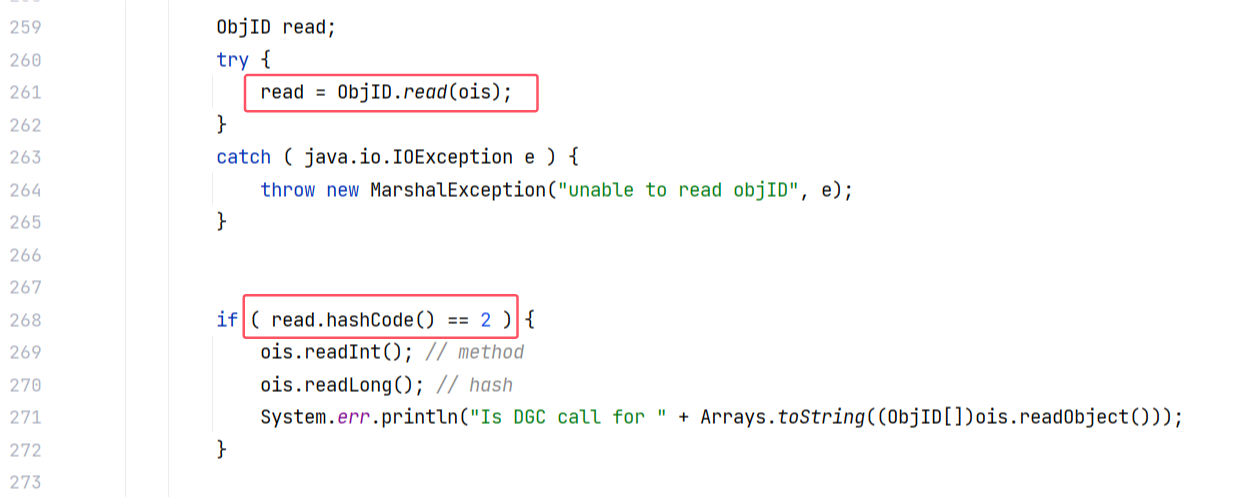 259 ObjID read;
260 try {
261 read = ObjID.read(ois);
262 }
263 catch ( java.io.IOException e ) {
264 throw new MarshalException("unable to read objID", e);
265 }
266
267
268 if ( read.hashCode() == 2 ) {
269 ois.readInt(); // method
270 ois.readLong(); // hash
271 System.err.println("Is DGC call for " + Arrays.toString((ObjID[])ois.readObject()));
272 }
273